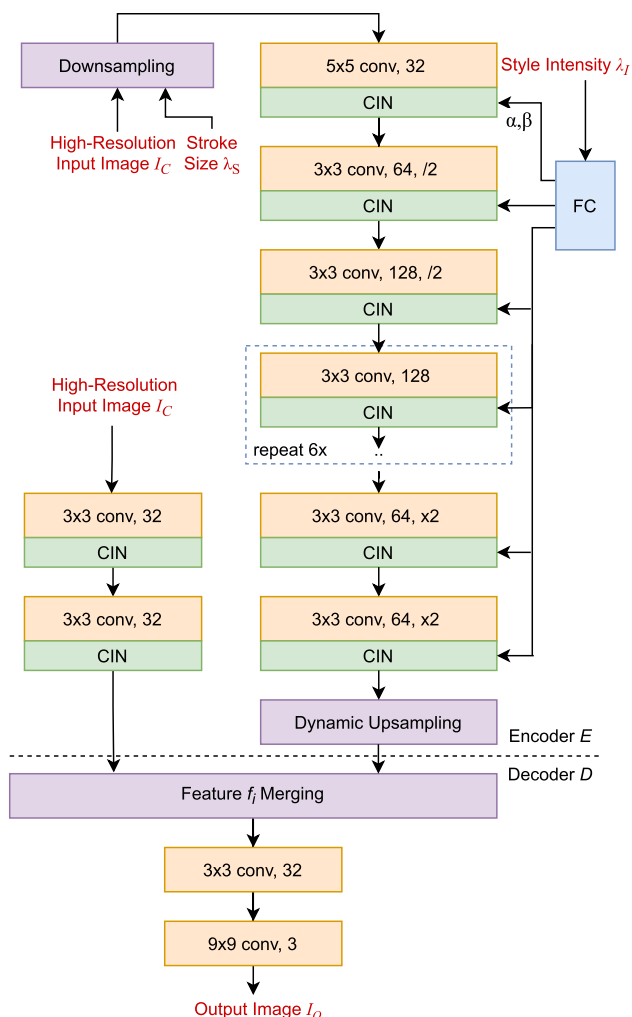 Downsampling
High-Resolution
Input Image I_C
Stroke
Size λ_S
5x5 conv, 32
CIN
Style Intensity λ_I
α,β
FC
3x3 conv, 64, /2
CIN
3x3 conv, 128, /2
CIN
3x3 conv, 128
CIN
repeat 6x
..
High-Resolution
Input Image I_C
3x3 conv, 32
CIN
3x3 conv, 32
CIN
3x3 conv, 64, x2
CIN
3x3 conv, 64, x2
CIN
Dynamic Upsampling
Encoder E
Decoder D
Feature f_i Merging
3x3 conv, 32
9x9 conv, 3
Output Image I_O